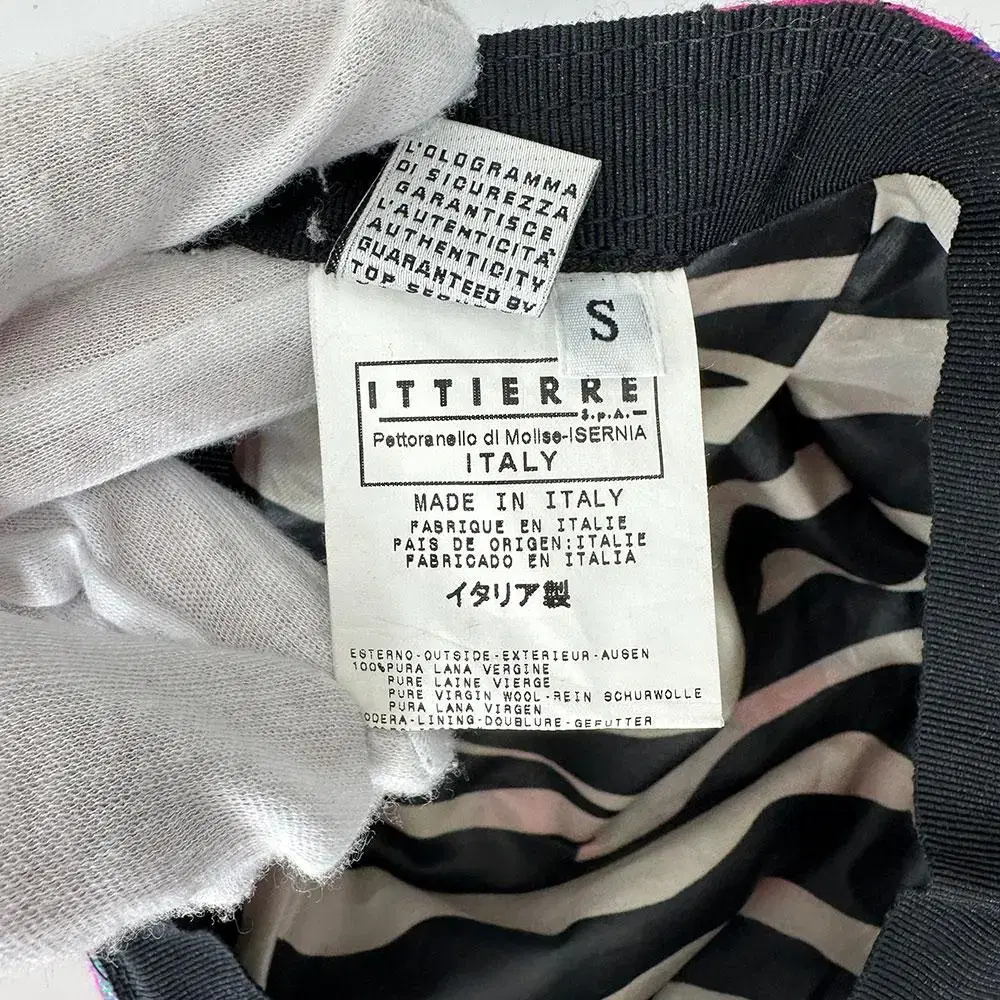 L'OLOGRAMMA
DI SICUREZZA
GARANTISCE
L'AUTENTICITA'
AUTHENTICITY
GUARANTEED BY
TOP
S
ITTIERRE
S.p.A.
Pettoranello di Molise-ISERNIA
ITALY
MADE IN ITALY
FABRIQUE EN ITALIE
PAIS DE ORIGEN:ITALIE
FABRICADO EN ITALIA
イタリア製
ESTERNO-OUTSIDE-EXTERIEUR-AUSEN
100%PURA LANA VERGINE
PURE LAINE VIERGE
PURE VIRGIN WOOL-REIN SCHURWOLLE
PURA LANA VIRGEN
ODERA-LINING-DOUBLURE-GEFUTTER